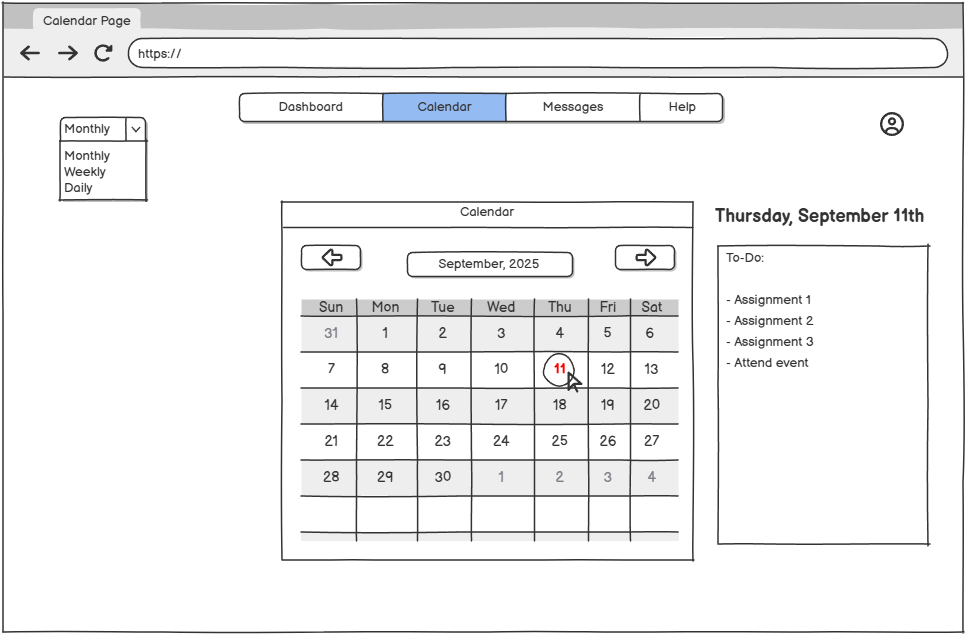 Calendar Page
https://
Dashboard Calendar Messages Help
Monthly
Monthly
Weekly
Daily
Calendar
September, 2025
Sun Mon Tue Wed Thu Fri Sat
31 1 2 3 4 5 6
7 8 9 10 11 12 13
14 15 16 17 18 19 20
21 22 23 24 25 26 27
28 29 30 1 2 3 4
Thursday, September 11th
To-Do:
- Assignment 1
- Assignment 2
- Assignment 3
- Attend event